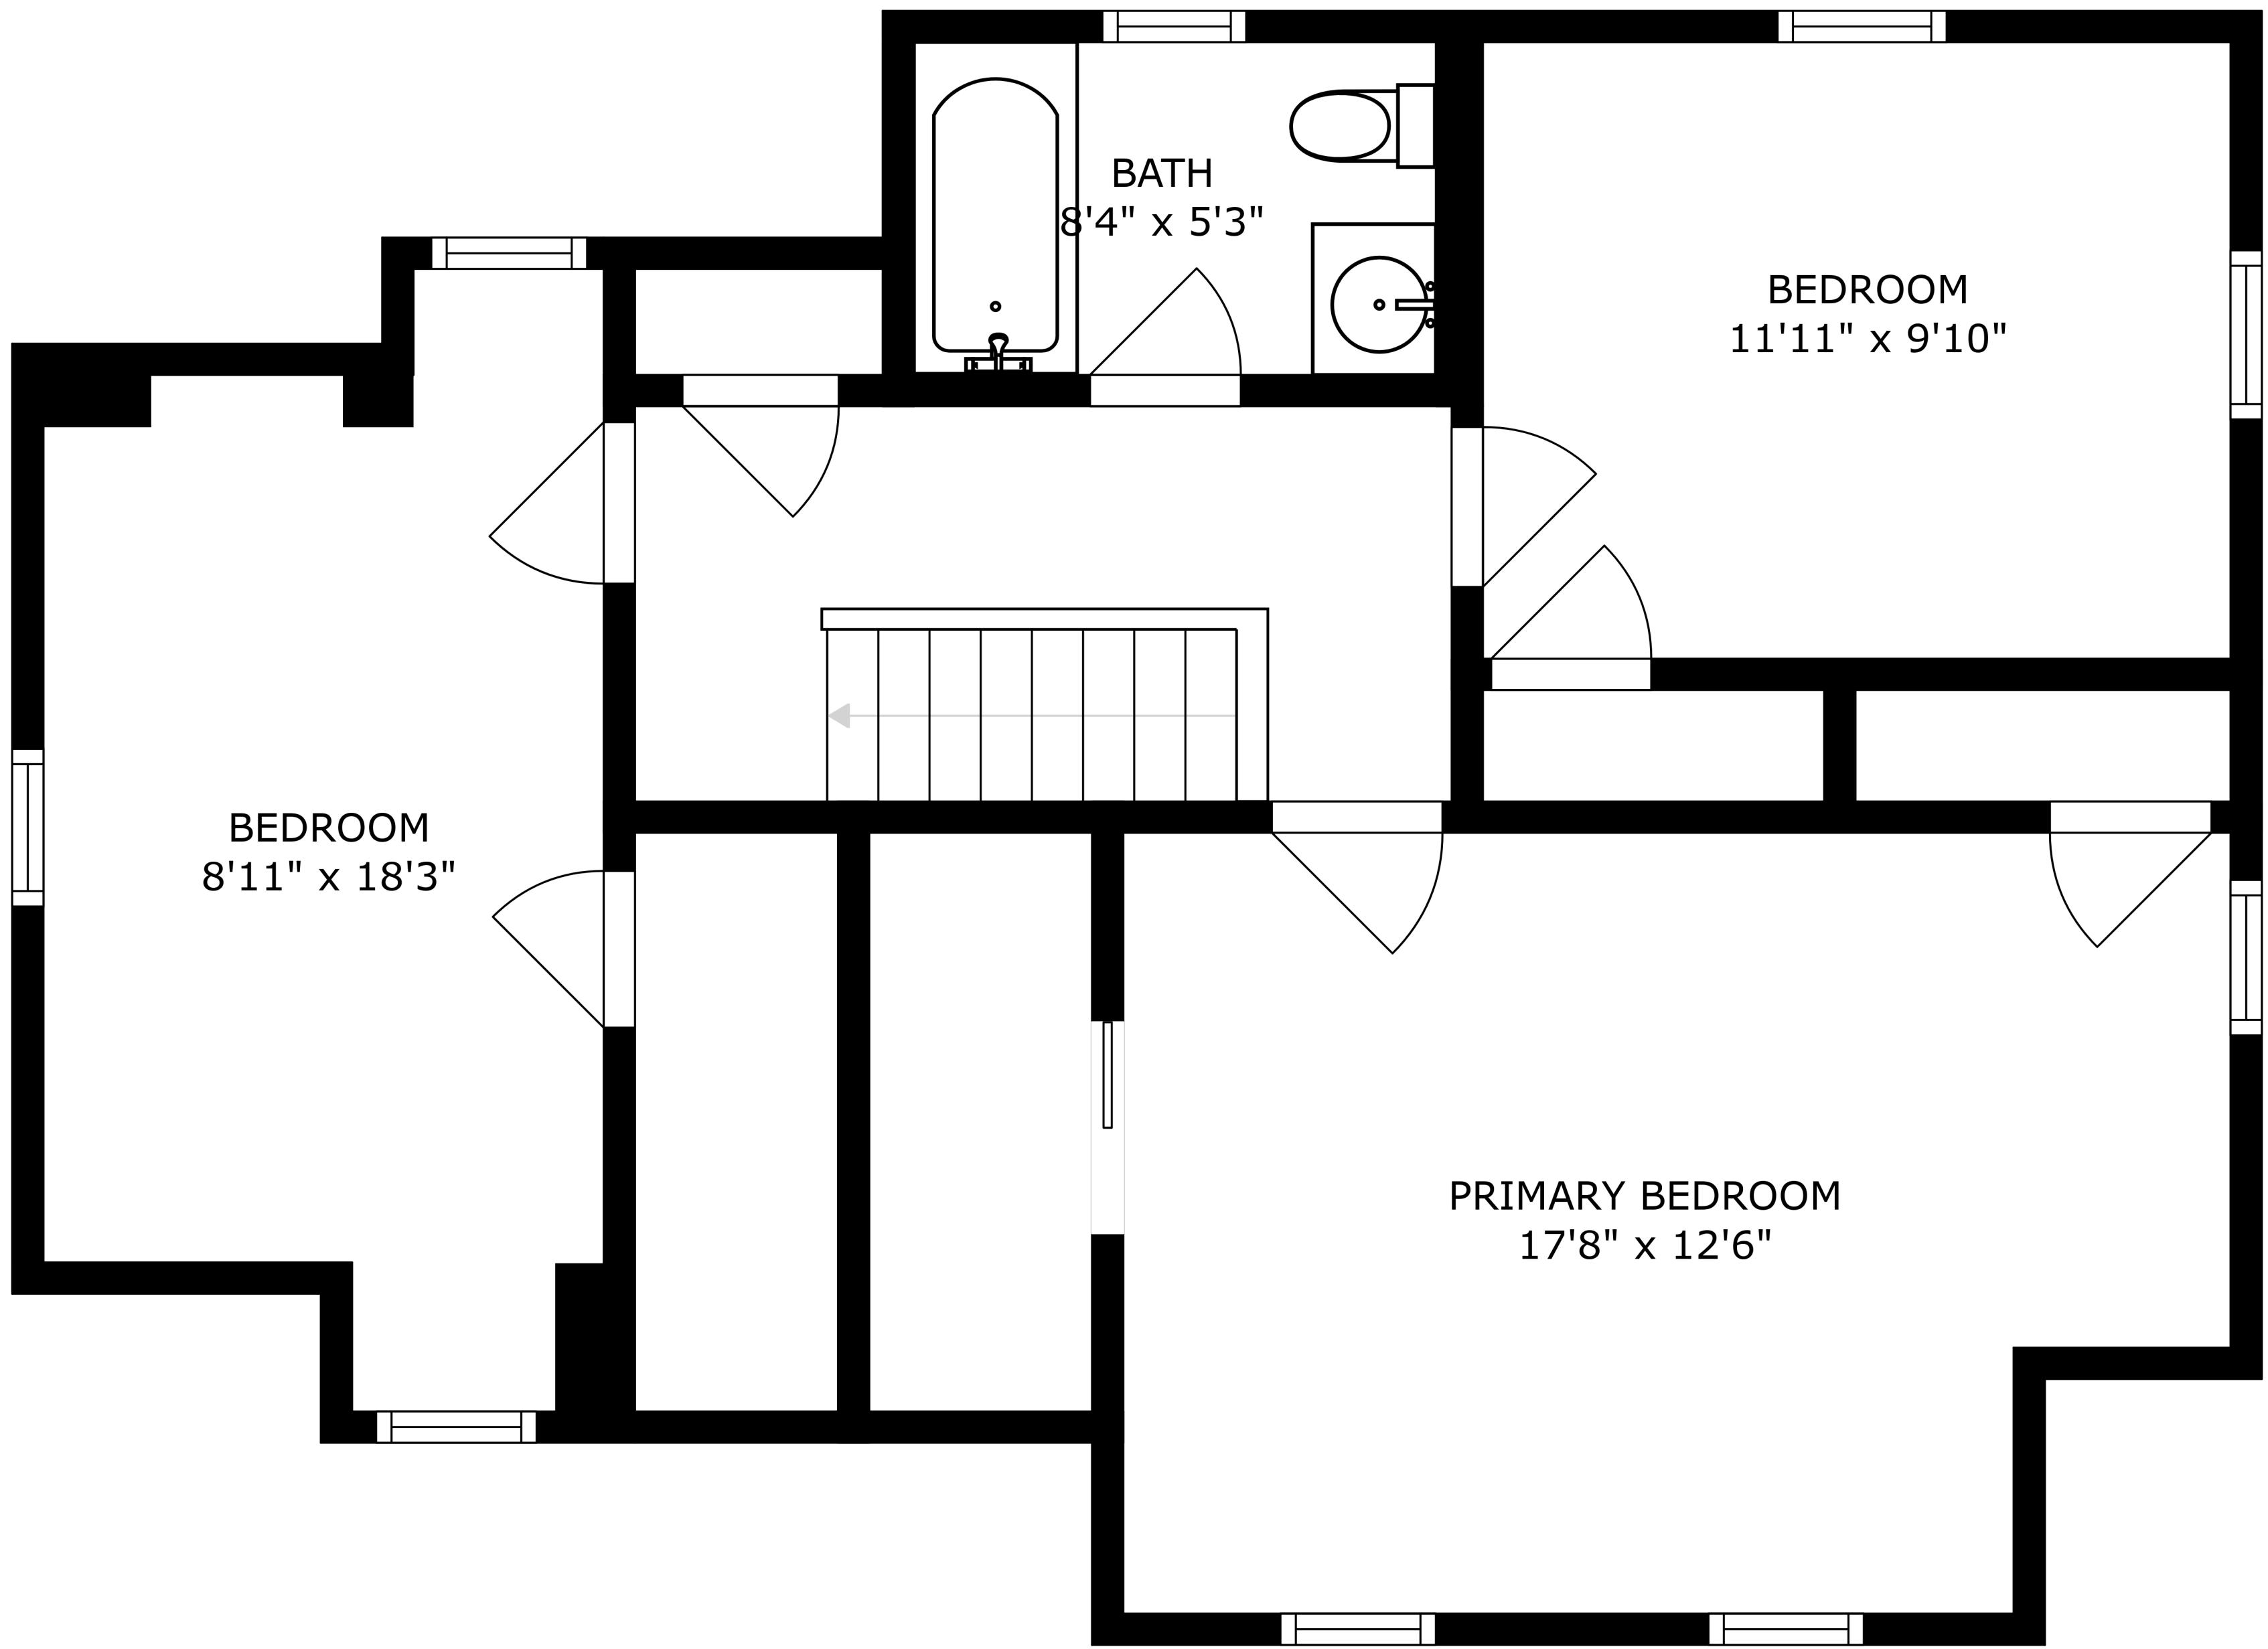 BATH
8'4" x 5'3"
BEDROOM
11'11" x 9'10"
BEDROOM
8'11" x 18'3"
PRIMARY BEDROOM
17'8" x 12'6"